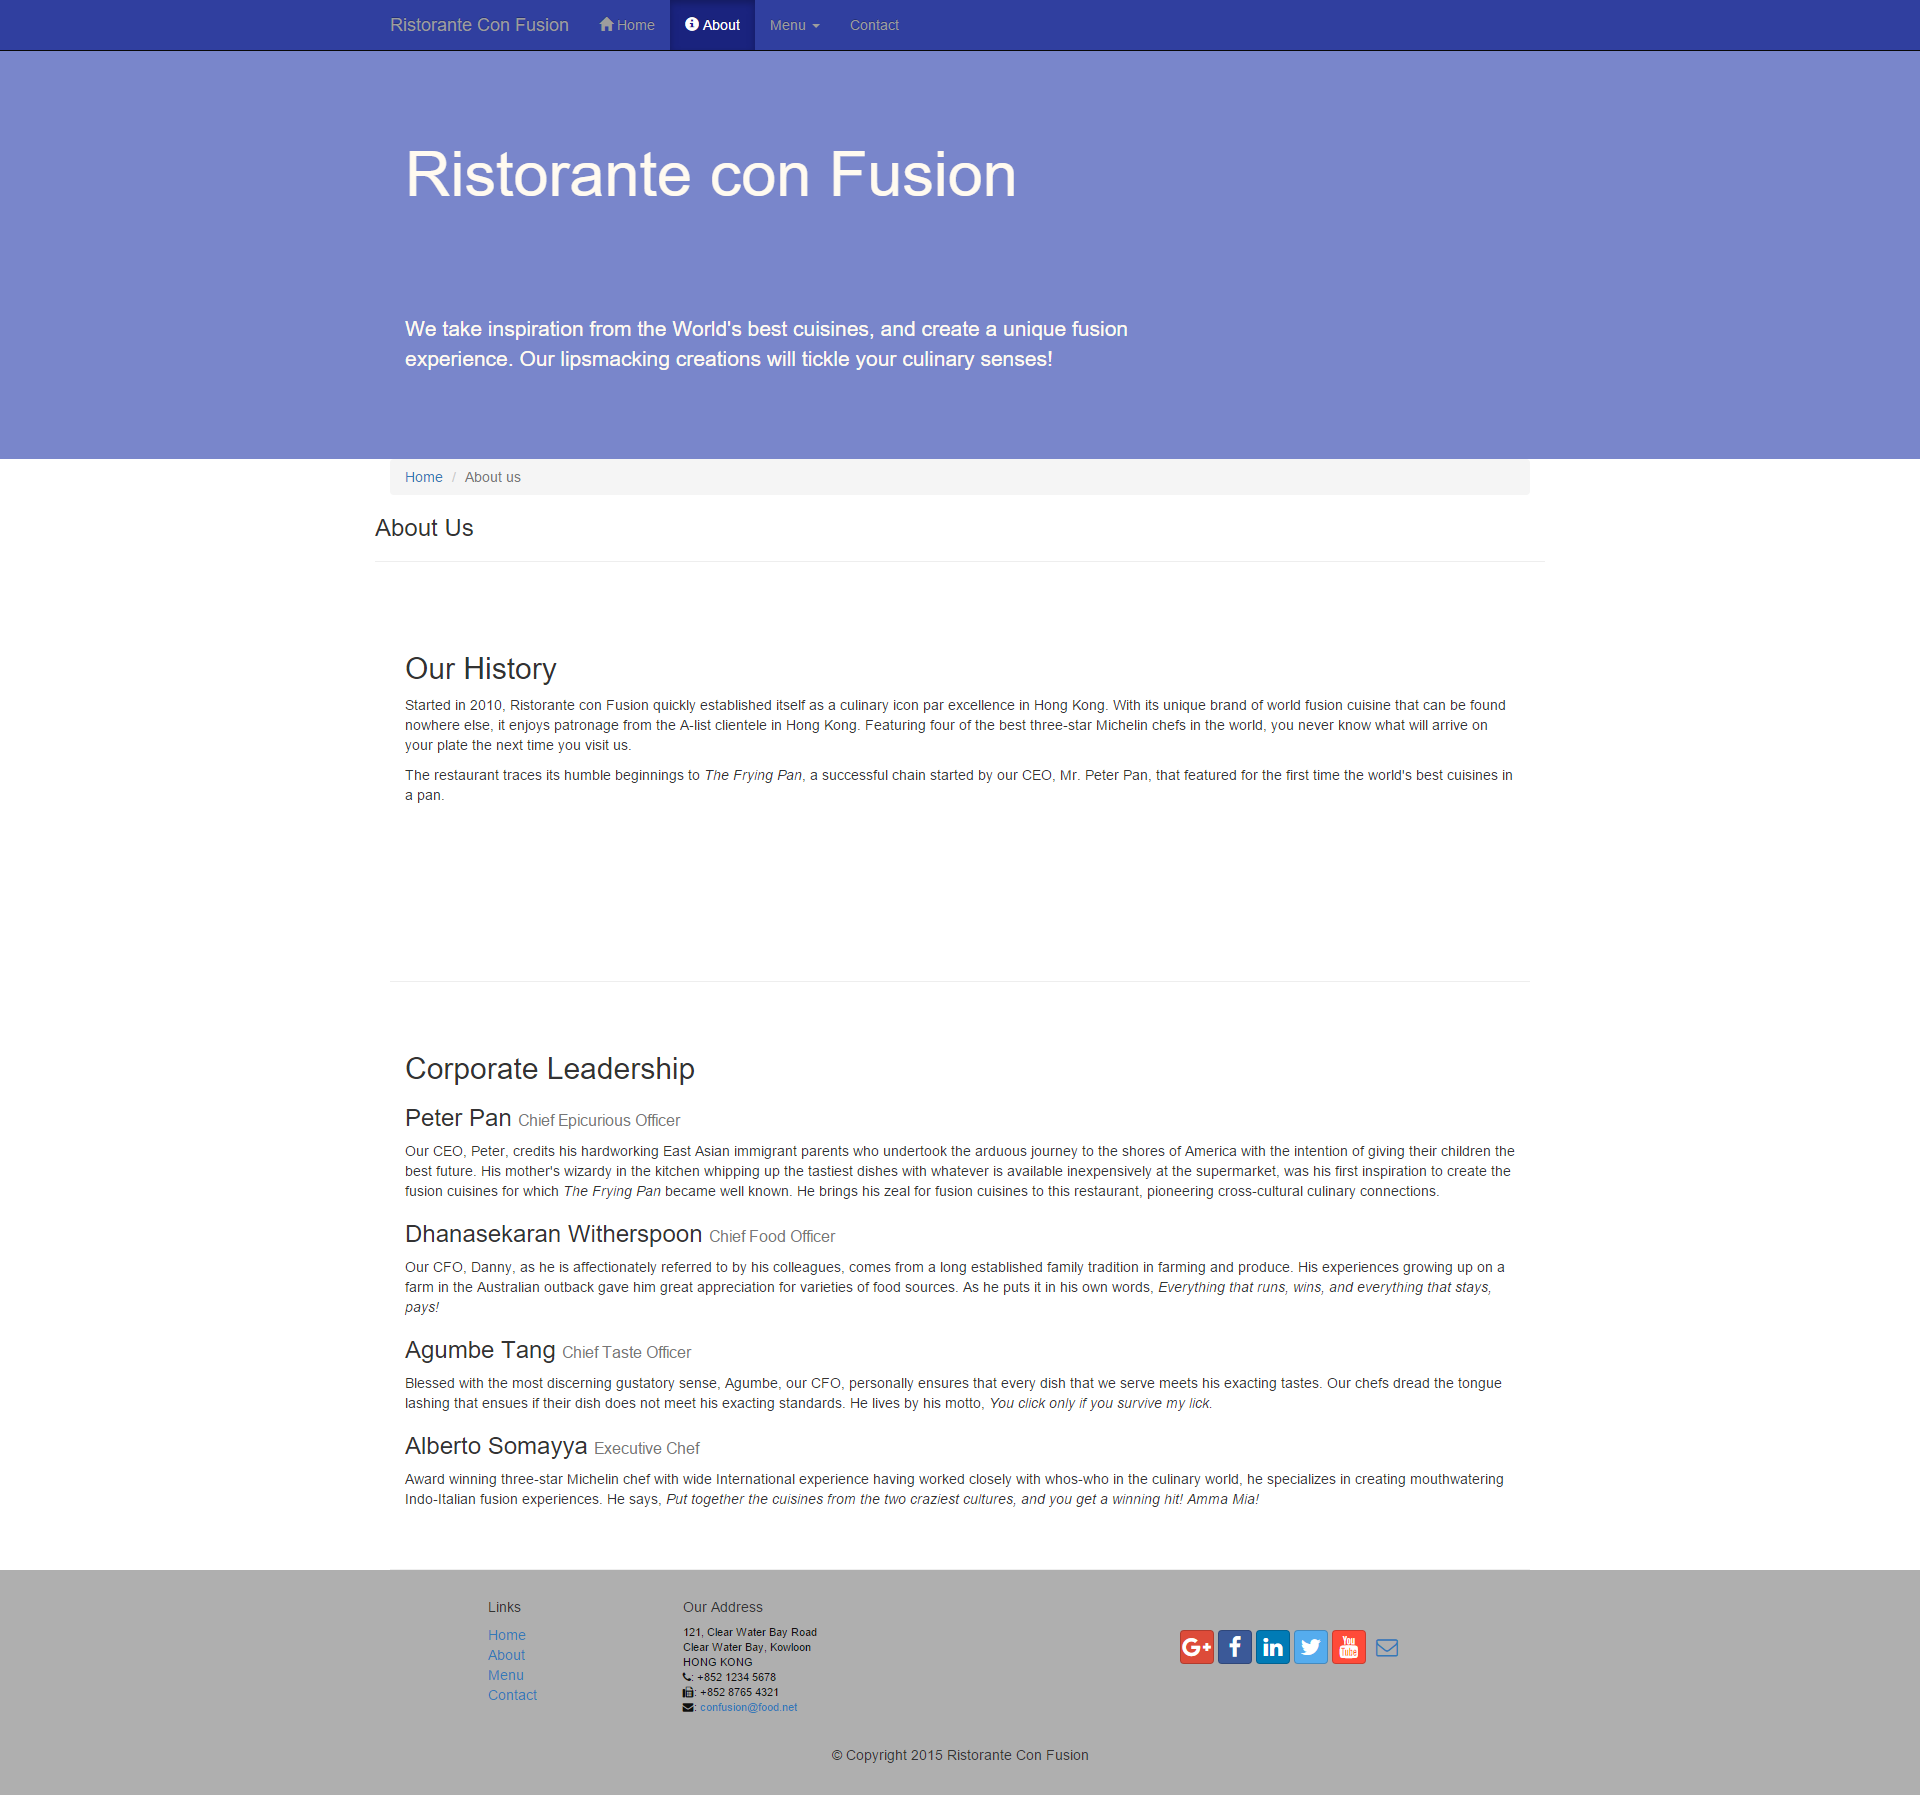 Ristorante Con Fusion Home About Menu Contact
Ristorante con Fusion
We take inspiration from the World's best cuisines, and create a unique fusion
experience. Our lipsmacking creations will tickle your culinary senses!
Home / About us
About Us
Our History
Started in 2010, Ristorante con Fusion quickly established itself as a culinary icon par excellence in Hong Kong. With its unique brand of world fusion cuisine that can be found
nowhere else, it enjoys patronage from the A-list clientele in Hong Kong. Featuring four of the best three-star Michelin chefs in the world, you never know what will arrive on
your plate the next time you visit us.
The restaurant traces its humble beginnings to The Frying Pan, a successful chain started by our CEO, Mr. Peter Pan, that featured for the first time the world's best cuisines in
a pan.
Corporate Leadership
Peter Pan Chief Epicurious Officer
Our CEO, Peter, credits his hardworking East Asian immigrant parents who undertook the arduous journey to the shores of America with the intention of giving their children the
best future. His mother's wizardy in the kitchen whipping up the tastiest dishes with whatever is available inexpensively at the supermarket, was his first inspiration to create the
fusion cuisines for which The Frying Pan became well known. He brings his zeal for fusion cuisines to this restaurant, pioneering cross-cultural culinary connections.
Dhanasekaran Witherspoon Chief Food Officer
Our CFO, Danny, as he is affectionately referred to by his colleagues, comes from a long established family tradition in farming and produce. His experiences growing up on a
farm in the Australian outback gave him great appreciation for varieties of food sources. As he puts it in his own words, Everything that runs, wins, and everything that stays,
pays!
Agumbe Tang Chief Taste Officer
Blessed with the most discerning gustatory sense, Agumbe, our CFO, personally ensures that every dish that we serve meets his exacting tastes. Our chefs dread the tongue
lashing that ensues if their dish does not meet his exacting standards. He lives by his motto, You click only if you survive my lick.
Alberto Somayya Executive Chef
Award winning three-star Michelin chef with wide International experience having worked closely with whos-who in the culinary world, he specializes in creating mouthwatering
Indo-Italian fusion experiences. He says, Put together the cuisines from the two craziest cultures, and you get a winning hit! Amma Mia!
Links
Home
About
Menu
Contact
Our Address
121, Clear Water Bay Road
Clear Water Bay, Kowloon
HONG KONG
: +852 1234 5678
: +852 8765 4321
: confusion@food.net
G+ f in You Tube
© Copyright 2015 Ristorante Con Fusion